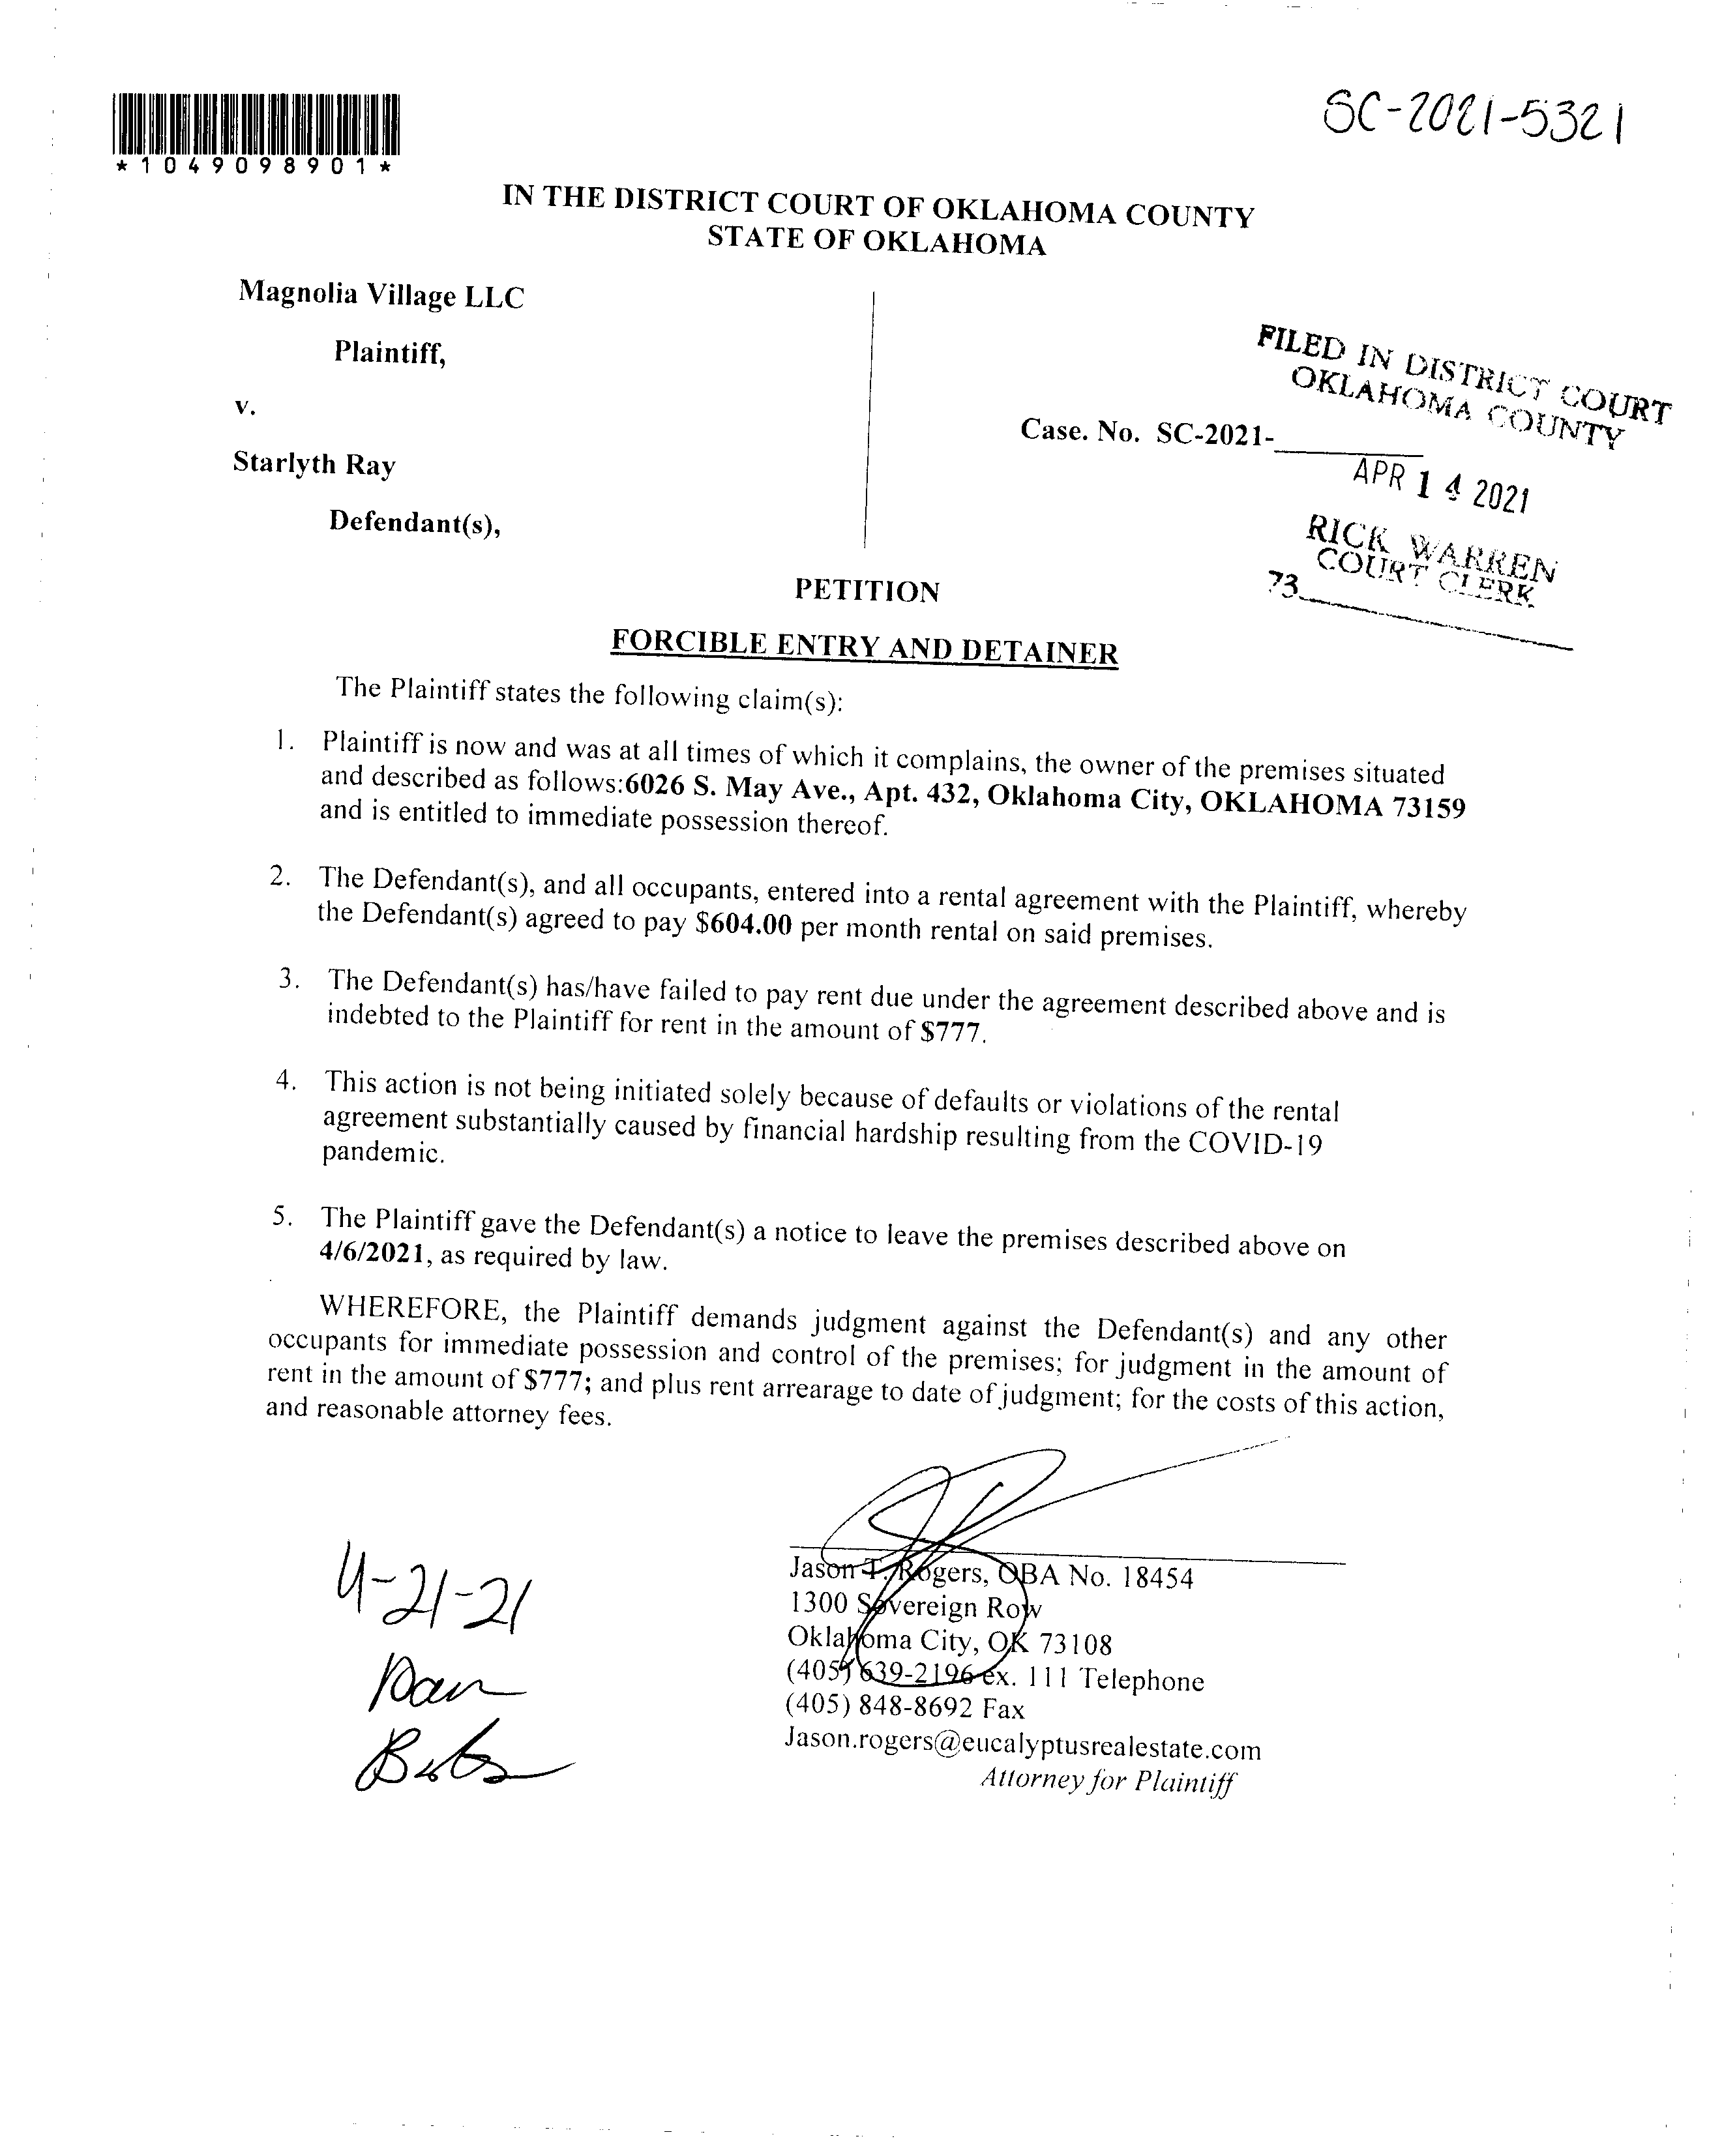 SC-2021-5321
*1049098901*
IN THE DISTRICT COURT OF OKLAHOMA COUNTY
STATE OF OKLAHOMA
Magnolia Village LLC
Plaintiff,
v.
Starlyth Ray
Defendant(s),
Case. No. SC-2021-
FILED IN DISTRICT COURT
OKLAHOMA COUNTY
APR 14 2021
RICK WARREN
COURT CLERK
73
PETITION
FORCIBLE ENTRY AND DETAINER
The Plaintiff states the following claim(s):
1. Plaintiff is now and was at all times of which it complains, the owner of the premises situated
and described as follows:6026 S. May Ave., Apt. 432, Oklahoma City, OKLAHOMA 73159
and is entitled to immediate possession thereof.
2. The Defendant(s), and all occupants, entered into a rental agreement with the Plaintiff, whereby
the Defendant(s) agreed to pay $604.00 per month rental on said premises.
3. The Defendant(s) has/have failed to pay rent due under the agreement described above and is
indebted to the Plaintiff for rent in the amount of $777.
4. This action is not being initiated solely because of defaults or violations of the rental
agreement substantially caused by financial hardship resulting from the COVID-19
pandemic.
5. The Plaintiff gave the Defendant(s) a notice to leave the premises described above on
4/6/2021, as required by law.
WHEREFORE, the Plaintiff demands judgment against the Defendant(s) and any other
occupants for immediate possession and control of the premises; for judgment in the amount of
rent in the amount of $777; and plus rent arrearage to date of judgment; for the costs of this action,
and reasonable attorney fees.
4-21-21
Jason T. Rogers, OBA No. 18454
1300 Sovereign Row
Oklahoma City, OK 73108
(405) 639-2196 ex. 111 Telephone
(405) 848-8692 Fax
Jason.rogers@eucalyptusrealestate.com
Attorney for Plaintiff